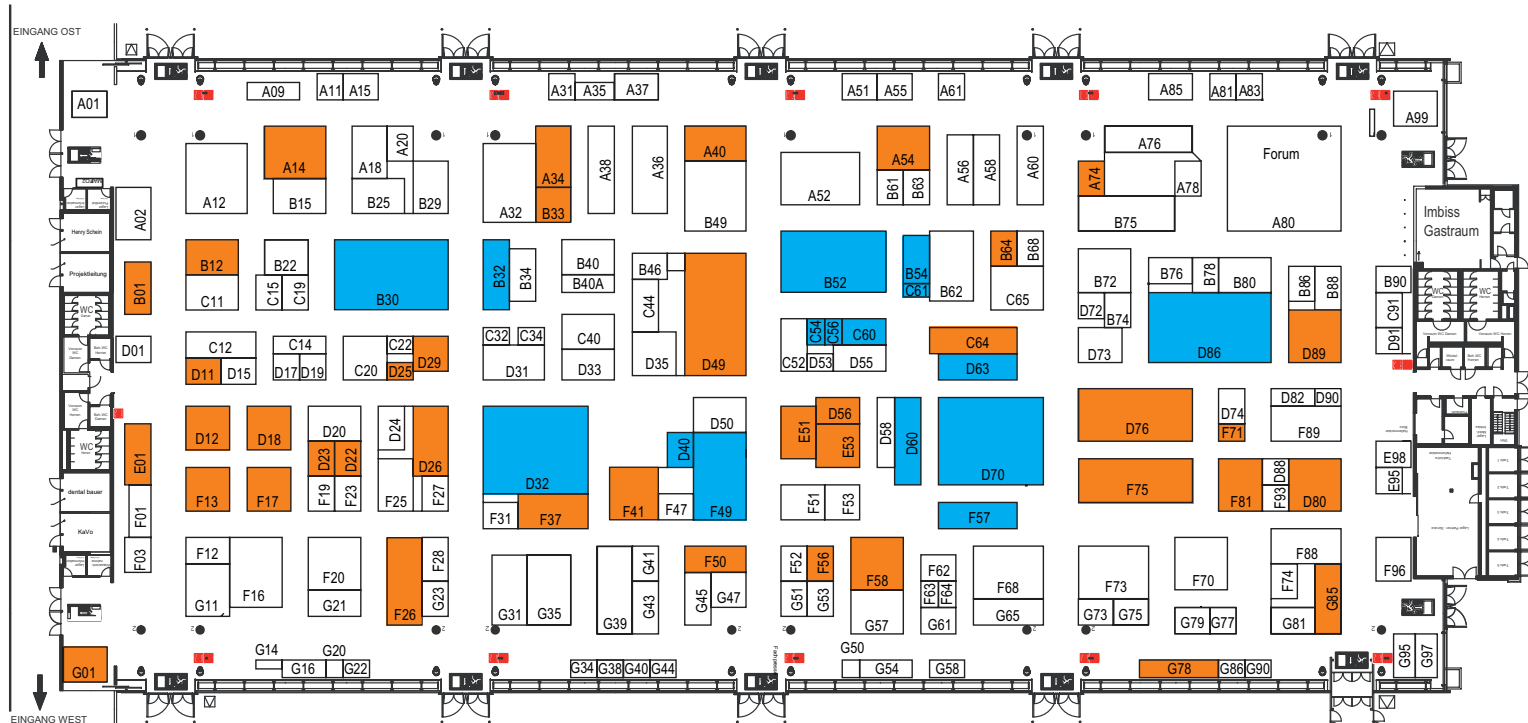 EINGANG OST
A01
A09
A11
A15
A31
A35
A37
A51
A55
A61
A85
A81
A83
A99
A14
A18
A20
A34
A38
A36
A40
A54
A56
A58
A60
A76
A74
A78
Forum
A02
A12
B15
B25
B29
A32
B33
B49
A52
B61
B63
B75
A80
Imbiss
Gastraum
Henry Schein
Projektleitung
B01
B12
C11
B22
C15
C19
B30
B32
B34
B40
B40A
B46
C44
B52
B54
C61
B62
B64
B68
C65
B72
D72
B74
B76
B78
B80
B86
B88
B90
C91
D91
WC
WC
WC
D01
C12
D11
D15
C14
D17
D19
C20
C22
D25
D29
C32
C34
D31
C40
D33
D35
D49
C54
C56
C60
C52
D53
D55
C64
D63
D73
D86
D89
E01
D12
D18
D20
D23
D22
D24
D26
D32
D40
D50
E51
D56
E53
D58
D60
D70
D76
D74
F71
D82
D90
F89
WC
dental bauer
KaVo
F01
F03
F13
F17
F19
F23
F25
F27
F31
F37
F41
F47
F49
F51
F53
F57
F75
F81
D88
F93
D80
E98
E95
F12
G11
F16
F20
G21
F26
F28
G23
G31
G35
G39
G41
G43
F50
G45
G47
F52
F56
G51
G53
F58
G57
F62
F63
F64
G61
F68
G65
F73
G73
G75
F70
G79
G77
F88
F74
G81
G85
F96
G01
G14
G16
G20
G22
G34
G38
G40
G44
G50
G54
G58
G78
G86
G90
G95
G97
EINGANG WEST